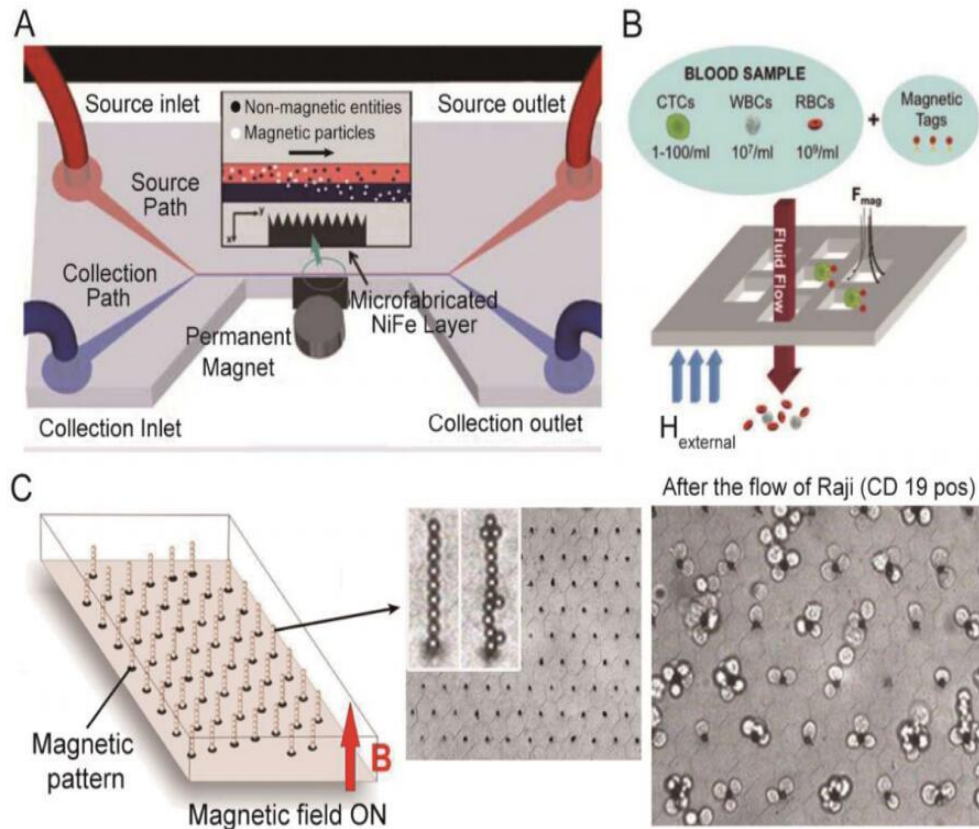 A
Source inlet
Source outlet
Non-magnetic entities
Magnetic particles
y
x
Source
Path
Collection
Path
Microfabricated
NiFe Layer
Permanent
Magnet
Collection Inlet
Collection outlet
B
BLOOD SAMPLE
CTCs WBCs RBCs
1-100/ml 10⁷/ml 10⁹/ml
+
Magnetic
Tags
Fmag
Fluid Flow
Hexternal
C
Magnetic
pattern
B
Magnetic field ON
After the flow of Raji (CD 19 pos)